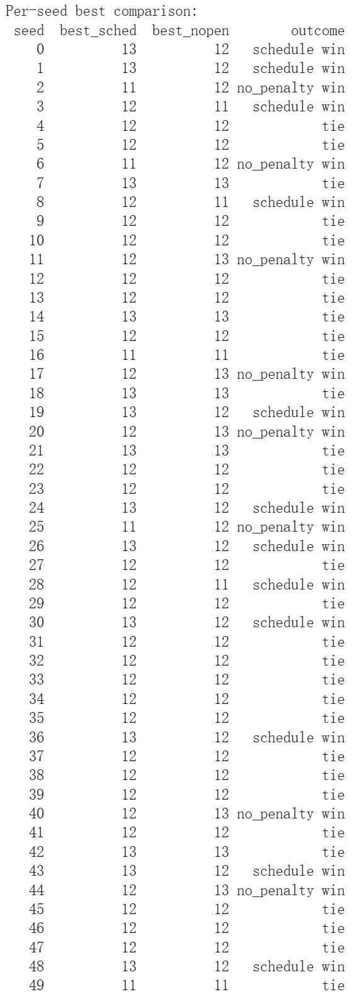 Per-seed best comparison:
seed best_sched best_nopen outcome
0 13 12 schedule win
1 13 12 schedule win
2 11 12 no_penalty win
3 12 11 schedule win
4 12 12 tie
5 12 12 tie
6 11 12 no_penalty win
7 13 13 tie
8 12 11 schedule win
9 12 12 tie
10 12 12 tie
11 12 13 no_penalty win
12 12 12 tie
13 12 12 tie
14 13 13 tie
15 12 12 tie
16 11 11 tie
17 12 13 no_penalty win
18 13 13 tie
19 13 12 schedule win
20 12 13 no_penalty win
21 13 13 tie
22 12 12 tie
23 12 12 tie
24 13 12 schedule win
25 11 12 no_penalty win
26 13 12 schedule win
27 12 12 tie
28 12 11 schedule win
29 12 12 tie
30 13 12 schedule win
31 12 12 tie
32 12 12 tie
33 12 12 tie
34 12 12 tie
35 12 12 tie
36 13 12 schedule win
37 12 12 tie
38 12 12 tie
39 12 12 tie
40 12 13 no_penalty win
41 12 12 tie
42 13 13 tie
43 13 12 schedule win
44 12 13 no_penalty win
45 12 12 tie
46 12 12 tie
47 12 12 tie
48 13 12 schedule win
49 11 11 tie